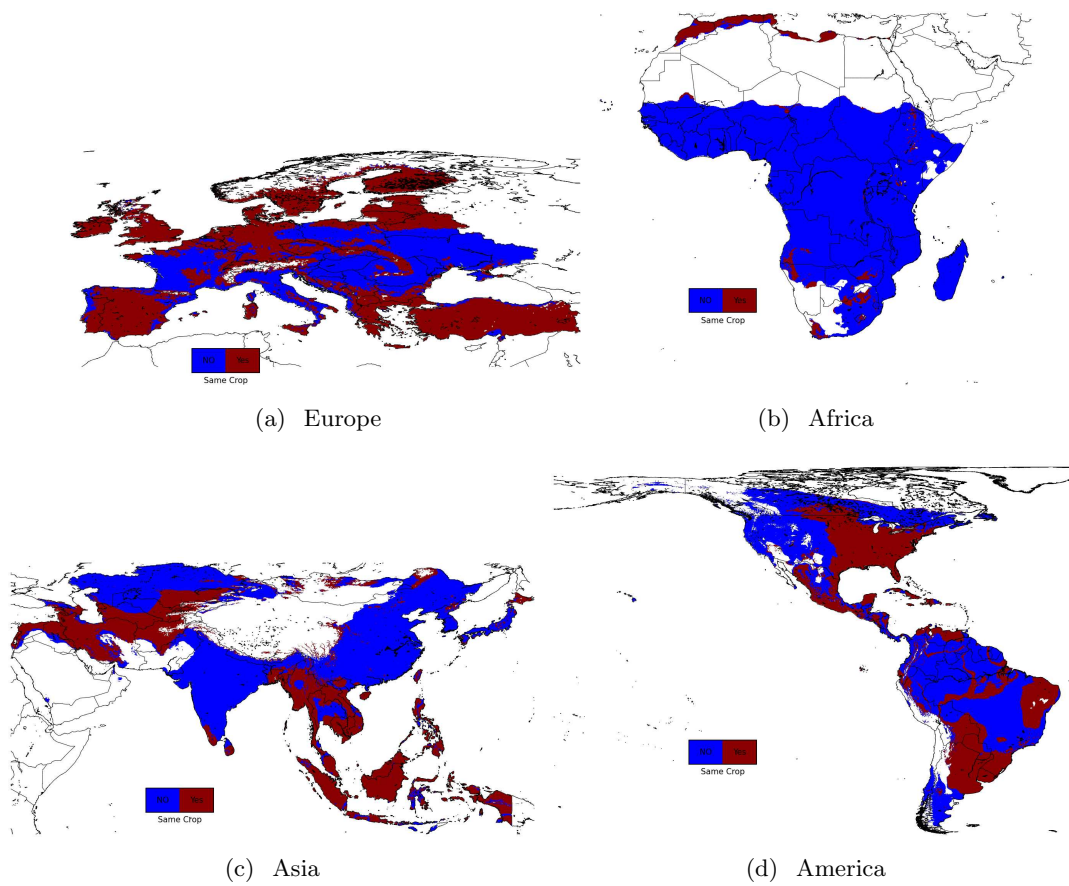 NO Yes
Same Crop
(a) Europe
NO Yes
Same Crop
(b) Africa
NO Yes
Same Crop
(c) Asia
NO Yes
Same Crop
(d) America